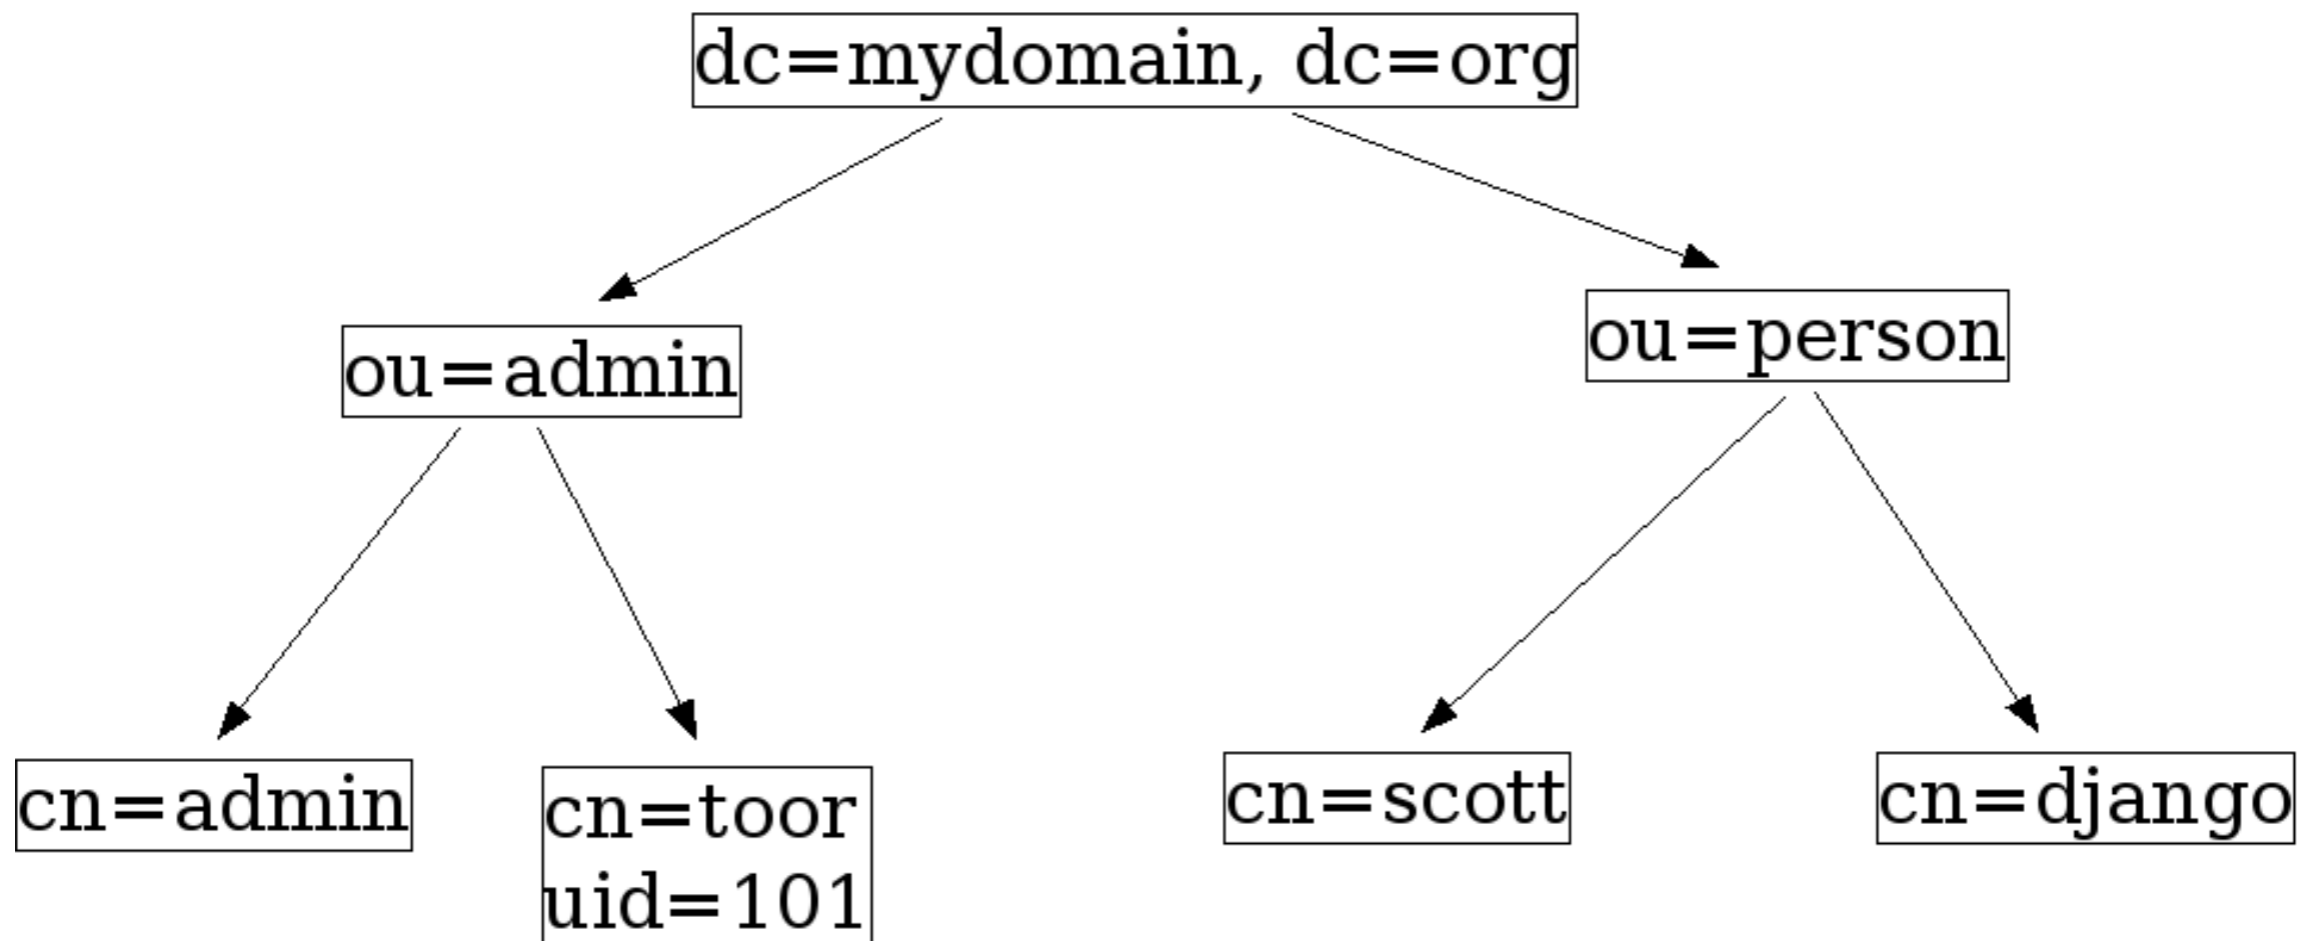 dc=mydomain, dc=org
ou=admin
ou=person
cn=admin
cn=toor
uid=101
cn=scott
cn=django